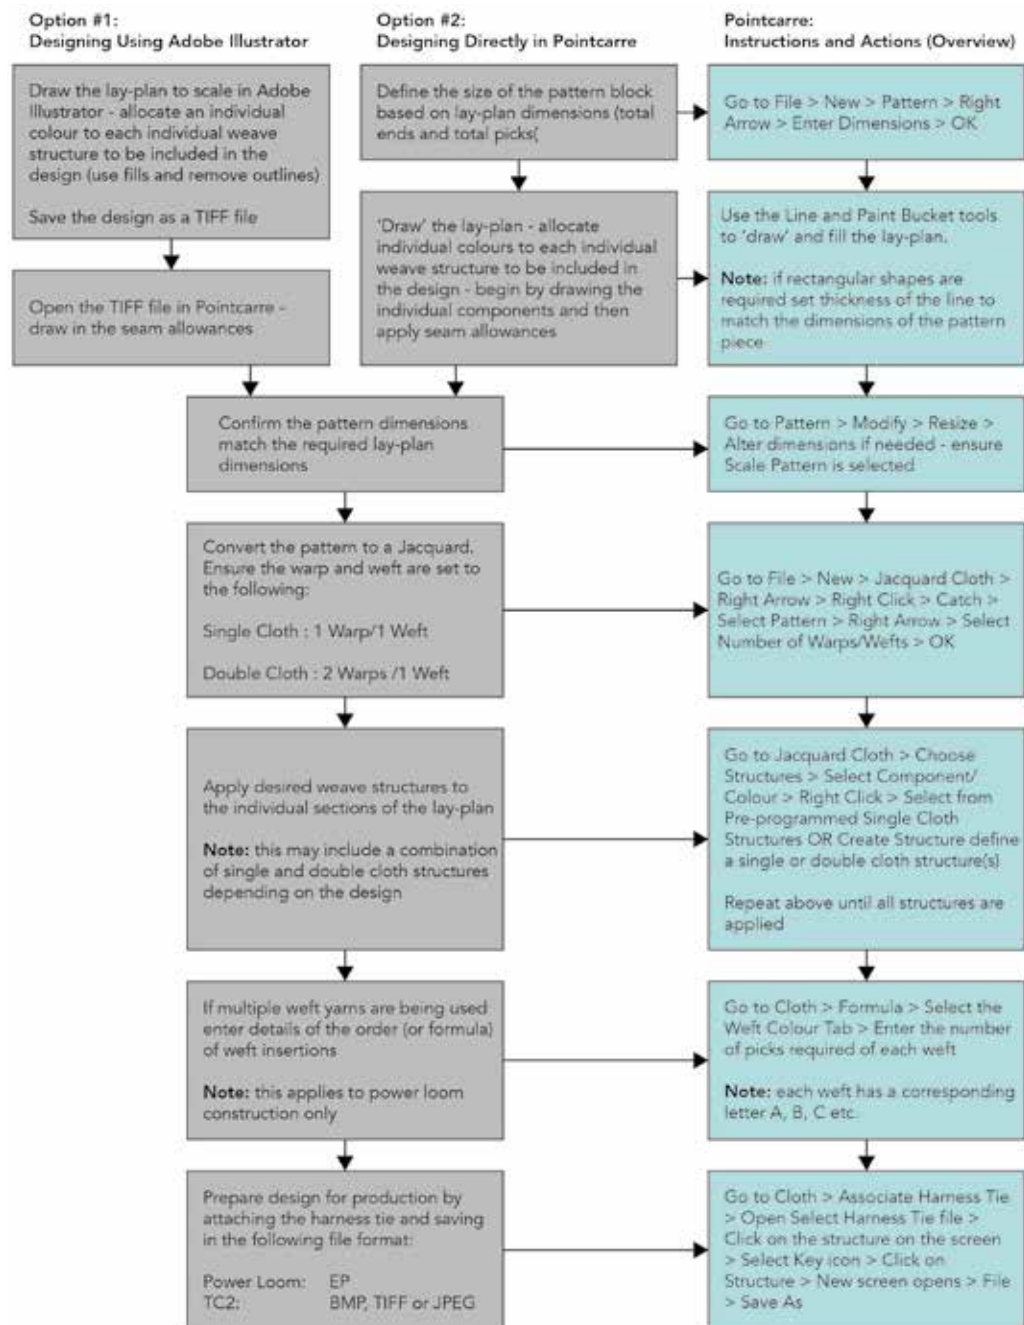 Option #1:
Designing Using Adobe Illustrator
Option #2:
Designing Directly in Pointcarre
Pointcarre:
Instructions and Actions (Overview)
Draw the lay-plan to scale in Adobe
Illustrator - allocate an individual
colour to each individual weave
structure to be included in the
design (use fills and remove outlines)
Save the design as a TIFF file
Define the size of the pattern block
based on lay-plan dimensions (total
ends and total picks(
Go to File > New > Pattern > Right
Arrow > Enter Dimensions > OK
Open the TIFF file in Pointcarre -
draw in the seam allowances
'Draw' the lay-plan - allocate
individual colours to each individual
weave structure to be included in
the design - begin by drawing the
individual components and then
apply seam allowances
Use the Line and Paint Bucket tools
to 'draw' and fill the lay-plan.
Note: if rectangular shapes are
required set thickness of the line to
match the dimensions of the pattern
piece
Confirm the pattern dimensions
match the required lay-plan
dimensions
Go to Pattern > Modify > Resize >
Alter dimensions if needed - ensure
Scale Pattern is selected
Convert the pattern to a Jacquard.
Ensure the warp and weft are set to
the following:
Single Cloth : 1 Warp/1 Weft
Double Cloth : 2 Warps /1 Weft
Go to File > New > Jacquard Cloth >
Right Arrow > Right Click > Catch >
Select Pattern > Right Arrow > Select
Number of Warps/Wefts > OK
Apply desired weave structures to
the individual sections of the lay-plan
Note: this may include a combination
of single and double cloth structures
depending on the design
Go to Jacquard Cloth > Choose
Structures > Select Component/
Colour > Right Click > Select from
Pre-programmed Single Cloth
Structures OR Create Structure define
a single or double cloth structure(s)
Repeat above until all structures are
applied
If multiple weft yarns are being used
enter details of the order (or formula)
of weft insertions
Note: this applies to power loom
construction only
Go to Cloth > Formula > Select the
Weft Colour Tab > Enter the number
of picks required of each weft
Note: each weft has a corresponding
letter A, B, C etc.
Prepare design for production by
attaching the harness tie and saving
in the following file format:
Power Loom: EP
TC2: BMP, TIFF or JPEG
Go to Cloth > Associate Harness Tie
> Open Select Harness Tie file >
Click on the structure on the screen
> Select Key icon > Click on
Structure > New screen opens > File
> Save As